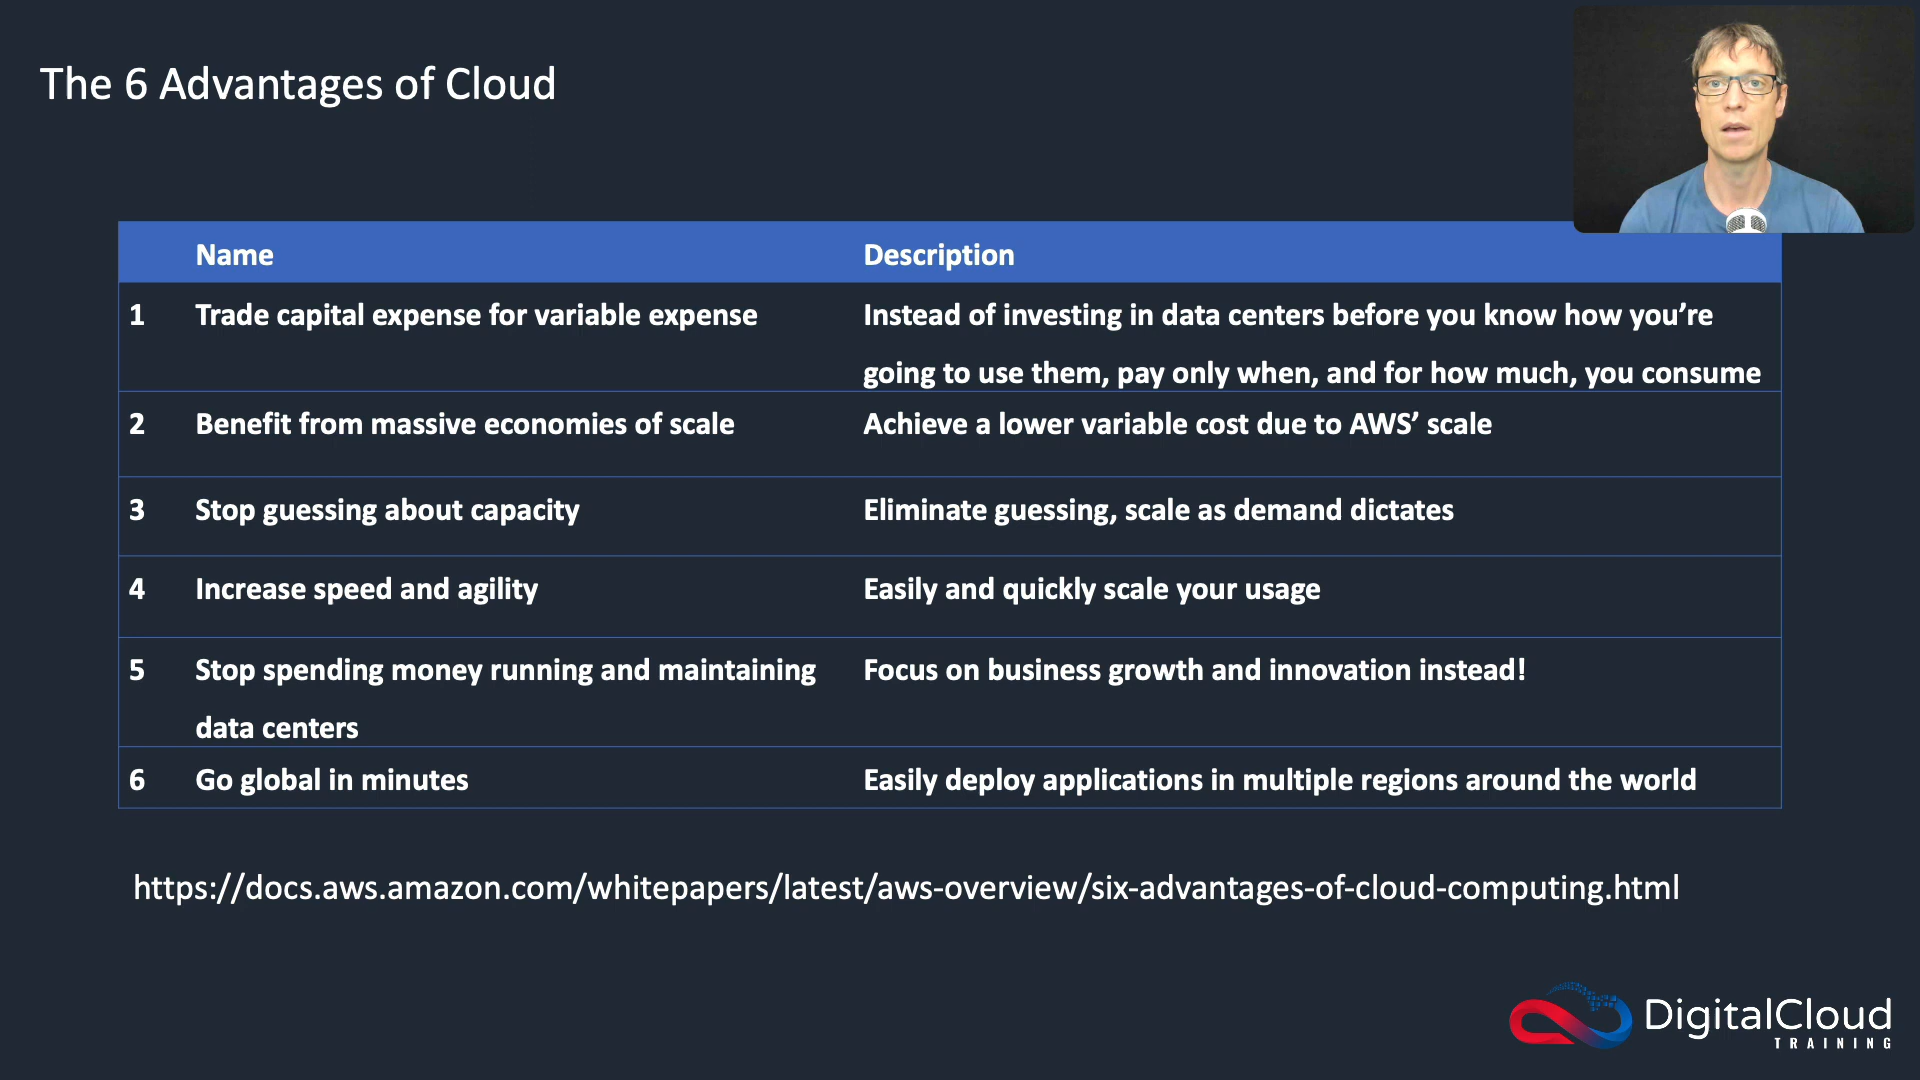 The 6 Advantages of Cloud
Name Description
1 Trade capital expense for variable expense Instead of investing in data centers before you know how you’re
going to use them, pay only when, and for how much, you consume
2 Benefit from massive economies of scale Achieve a lower variable cost due to AWS’ scale
3 Stop guessing about capacity Eliminate guessing, scale as demand dictates
4 Increase speed and agility Easily and quickly scale your usage
5 Stop spending money running and maintaining Focus on business growth and innovation instead!
data centers
6 Go global in minutes Easily deploy applications in multiple regions around the world
https://docs.aws.amazon.com/whitepapers/latest/aws-overview/six-advantages-of-cloud-computing.html
DigitalCloud
TRAINING